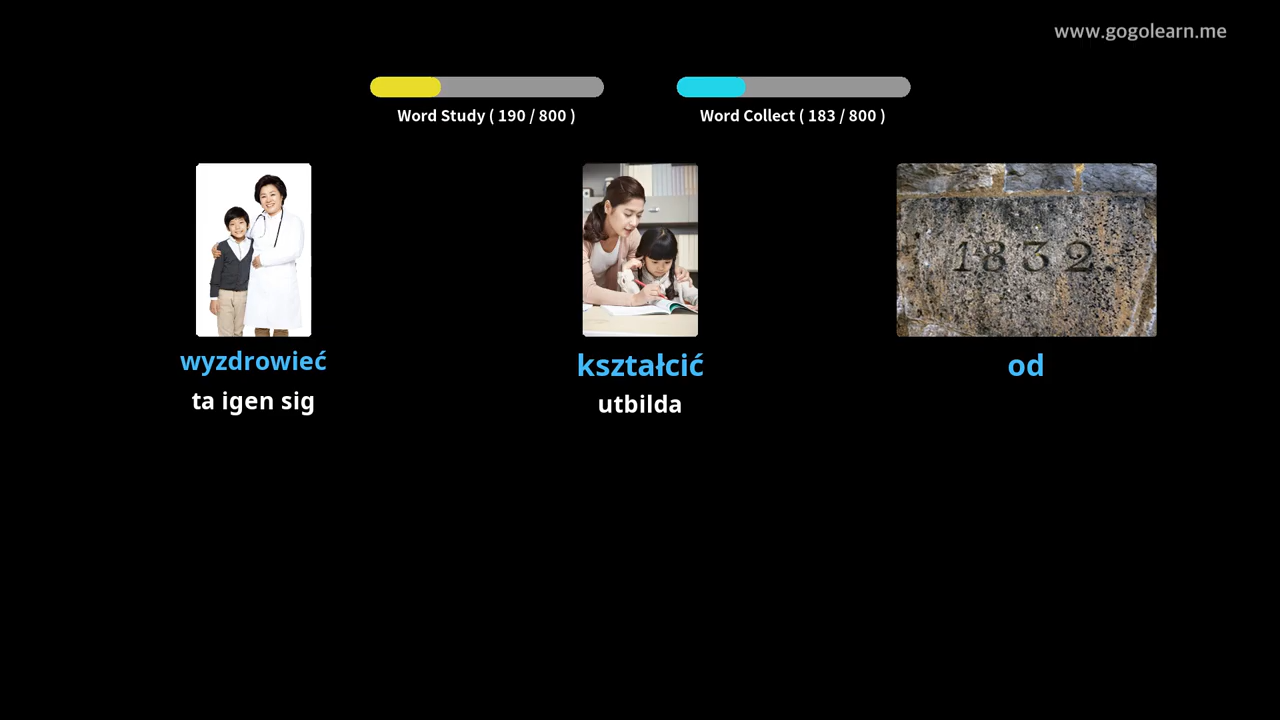 www.gogolearn.me
Word Study ( 190 / 800 )
Word Collect ( 183 / 800 )
1832.
wyzdrowieć
ta igen sig
kształcić
utbilda
od